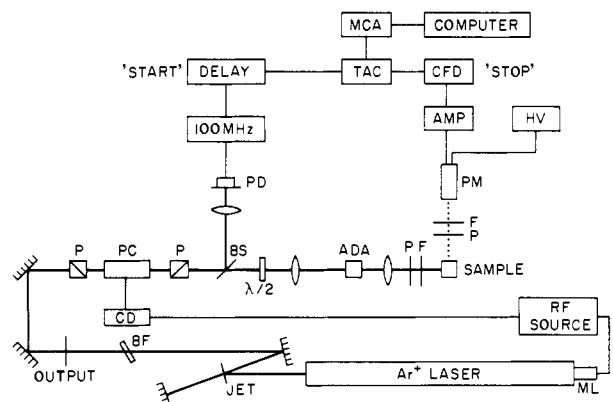 MCA COMPUTER
'START' DELAY TAC CFD 'STOP'
100MHz AMP HV
PD PM
F
P
P PC P BS ADA P F
λ/2 SAMPLE
CD RF
SOURCE
BF
OUTPUT JET Ar+ LASER ML